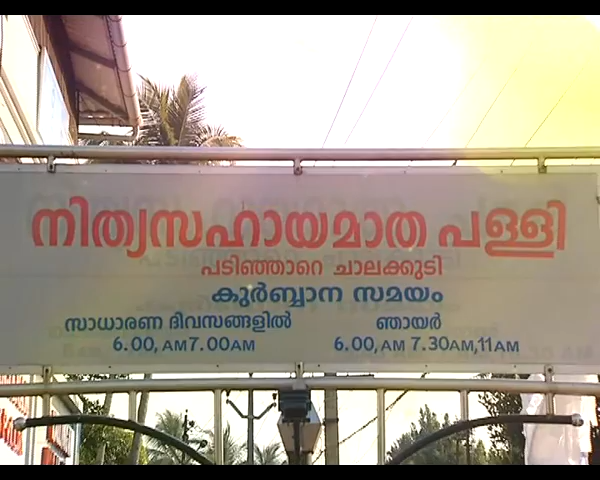 നിത്യസഹായമാത പള്ളി
പടിഞ്ഞാറെ ചാലക്കുടി
കുർബ്ബാന സമയം
സാധാരണ ദിവസങ്ങളിൽ ഞായർ
6.00, AM 7.00AM 6.00, AM 7.30AM,11AM